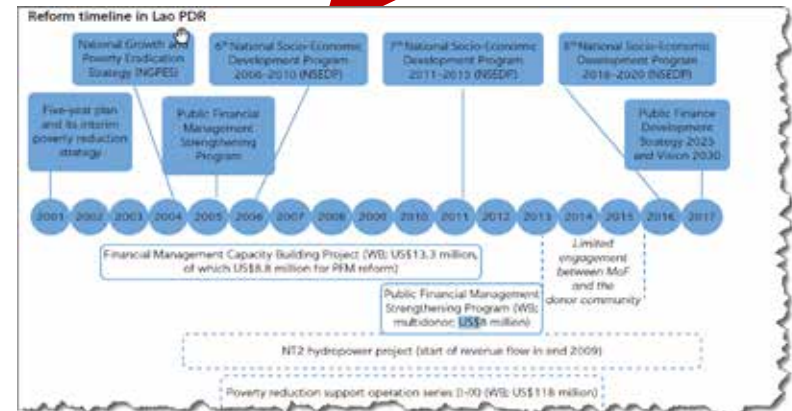 Reform timeline in Lao PDR
National Growth and
Poverty Eradication
Strategy (NGPES)
6th National Socio-Economic
Development Program
2006–2010 (NSEDP)
7th National Socio-Economic
Development Program
2011–2015 (NSEDP)
8th National Socio-Economic
Development Program
2016–2020 (NSEDP)
Five-year plan
and its interim
poverty reduction
strategy
Public Financial
Management
Strengthening
Program
Public Finance
Development
Strategy 2025
and Vision 2030
2001 2002 2003 2004 2005 2006 2007 2008 2009 2010 2011 2012 2013 2014 2015 2016 2017
Financial Management Capacity Building Project (WB; US$13.3 million,
of which US$8.8 million for PFM reform)
Limited
engagement
between MoF
and the
donor community
Public Financial Management
Strengthening Program (WB;
multidonor; US$8 million)
NT2 hydropower project (start of revenue flow in end 2009)
Poverty reduction support operation series (WB; US$118 million)